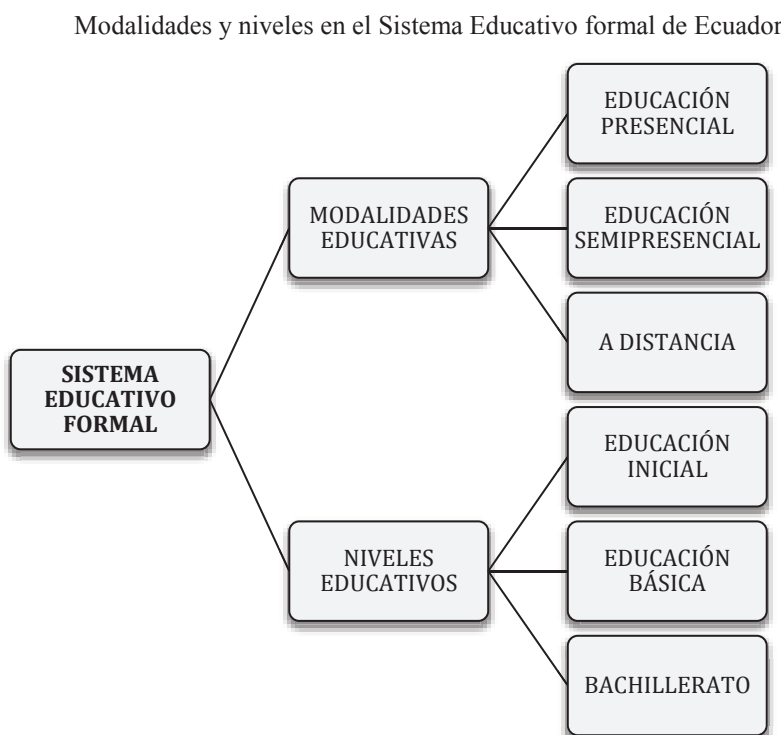 Modalidades y niveles en el Sistema Educativo formal de Ecuador
EDUCACIÓN
PRESENCIAL
MODALIDADES
EDUCATIVAS
EDUCACIÓN
SEMIPRESENCIAL
A DISTANCIA
SISTEMA
EDUCATIVO
FORMAL
EDUCACIÓN
INICIAL
NIVELES
EDUCATIVOS
EDUCACIÓN
BÁSICA
BACHILLERATO